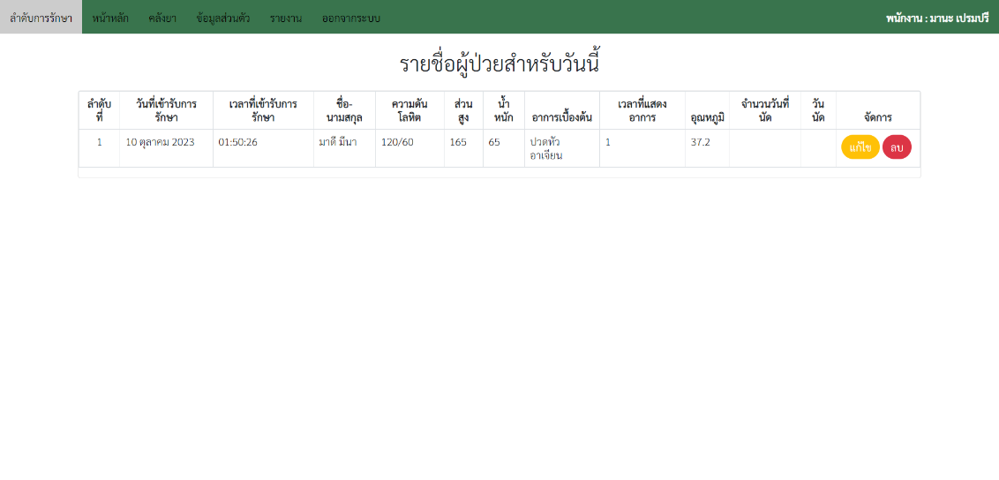 ลำดับการรักษา หน้าหลัก คลังยา ข้อมูลส่วนตัว รายงาน ออกจากระบบ พนักงาน : มานะ เปรมปรี
รายชื่อผู้ป่วยสำหรับวันนี้
ลำดับ วันที่เข้ารับการ เวลาที่เข้ารับการ ชื่อ- ความดัน ส่วน น้ำ เวลาที่แสดง จำนวนวันที่ วัน
ที่ รักษา รักษา นามสกุล โลหิต สูง หนัก อาการเบื้องต้น อาการ อุณหภูมิ นัด นัด จัดการ
1 10 ตุลาคม 2023 01:50:26 มาดี มีนา 120/60 165 65 ปวดหัว 1 37.2 แก้ไข ลบ
อาเจียน